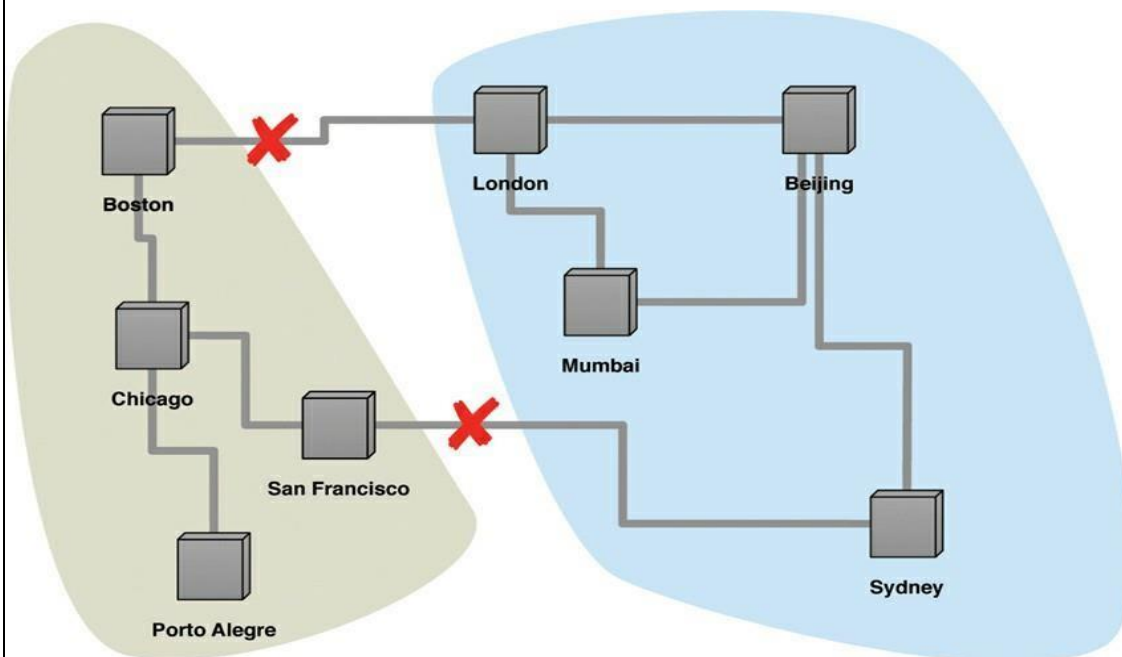 Boston
London
Beijing
Mumbai
Chicago
San Francisco
Sydney
Porto Alegre